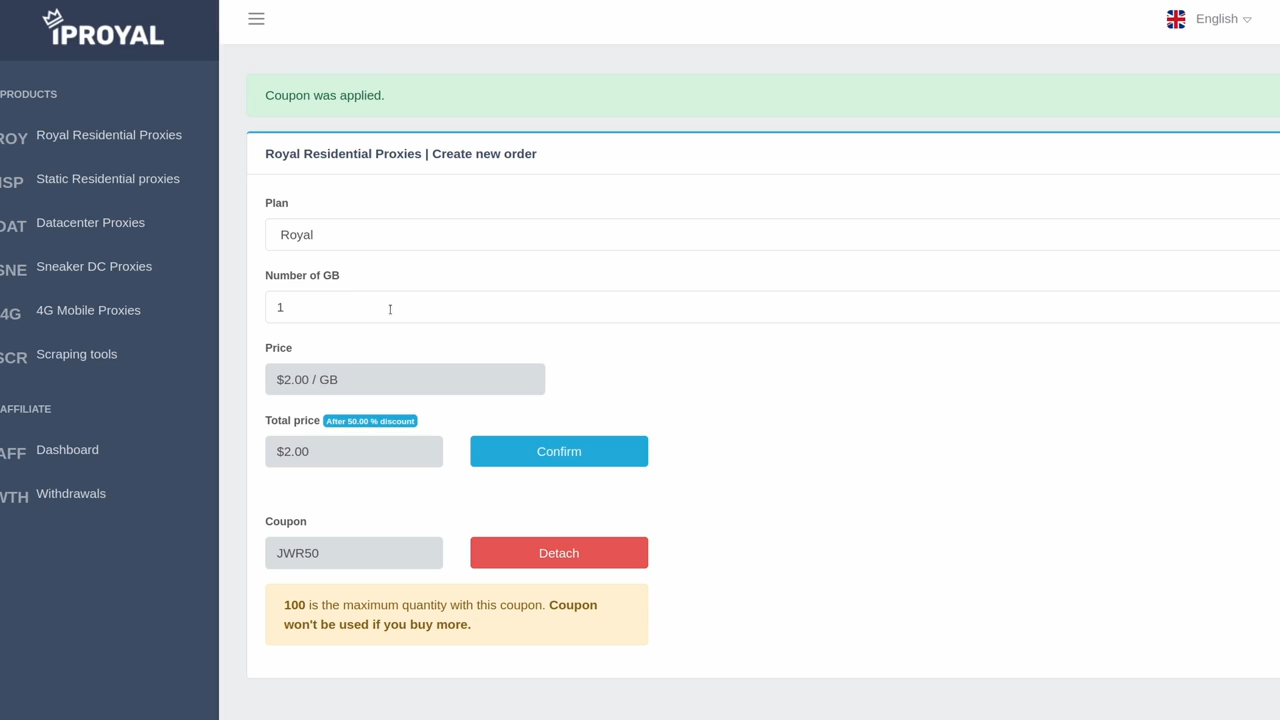 IPROYAL
English
PRODUCTS
ROY Royal Residential Proxies
ISP Static Residential proxies
DAT Datacenter Proxies
SNE Sneaker DC Proxies
4G 4G Mobile Proxies
SCR Scraping tools
AFFILIATE
AFF Dashboard
WTH Withdrawals
Coupon was applied.
Royal Residential Proxies | Create new order
Plan
Royal
Number of GB
1
Price
$2.00 / GB
Total price After 50.00 % discount
$2.00 Confirm
Coupon
JWR50 Detach
100 is the maximum quantity with this coupon. Coupon
won't be used if you buy more.